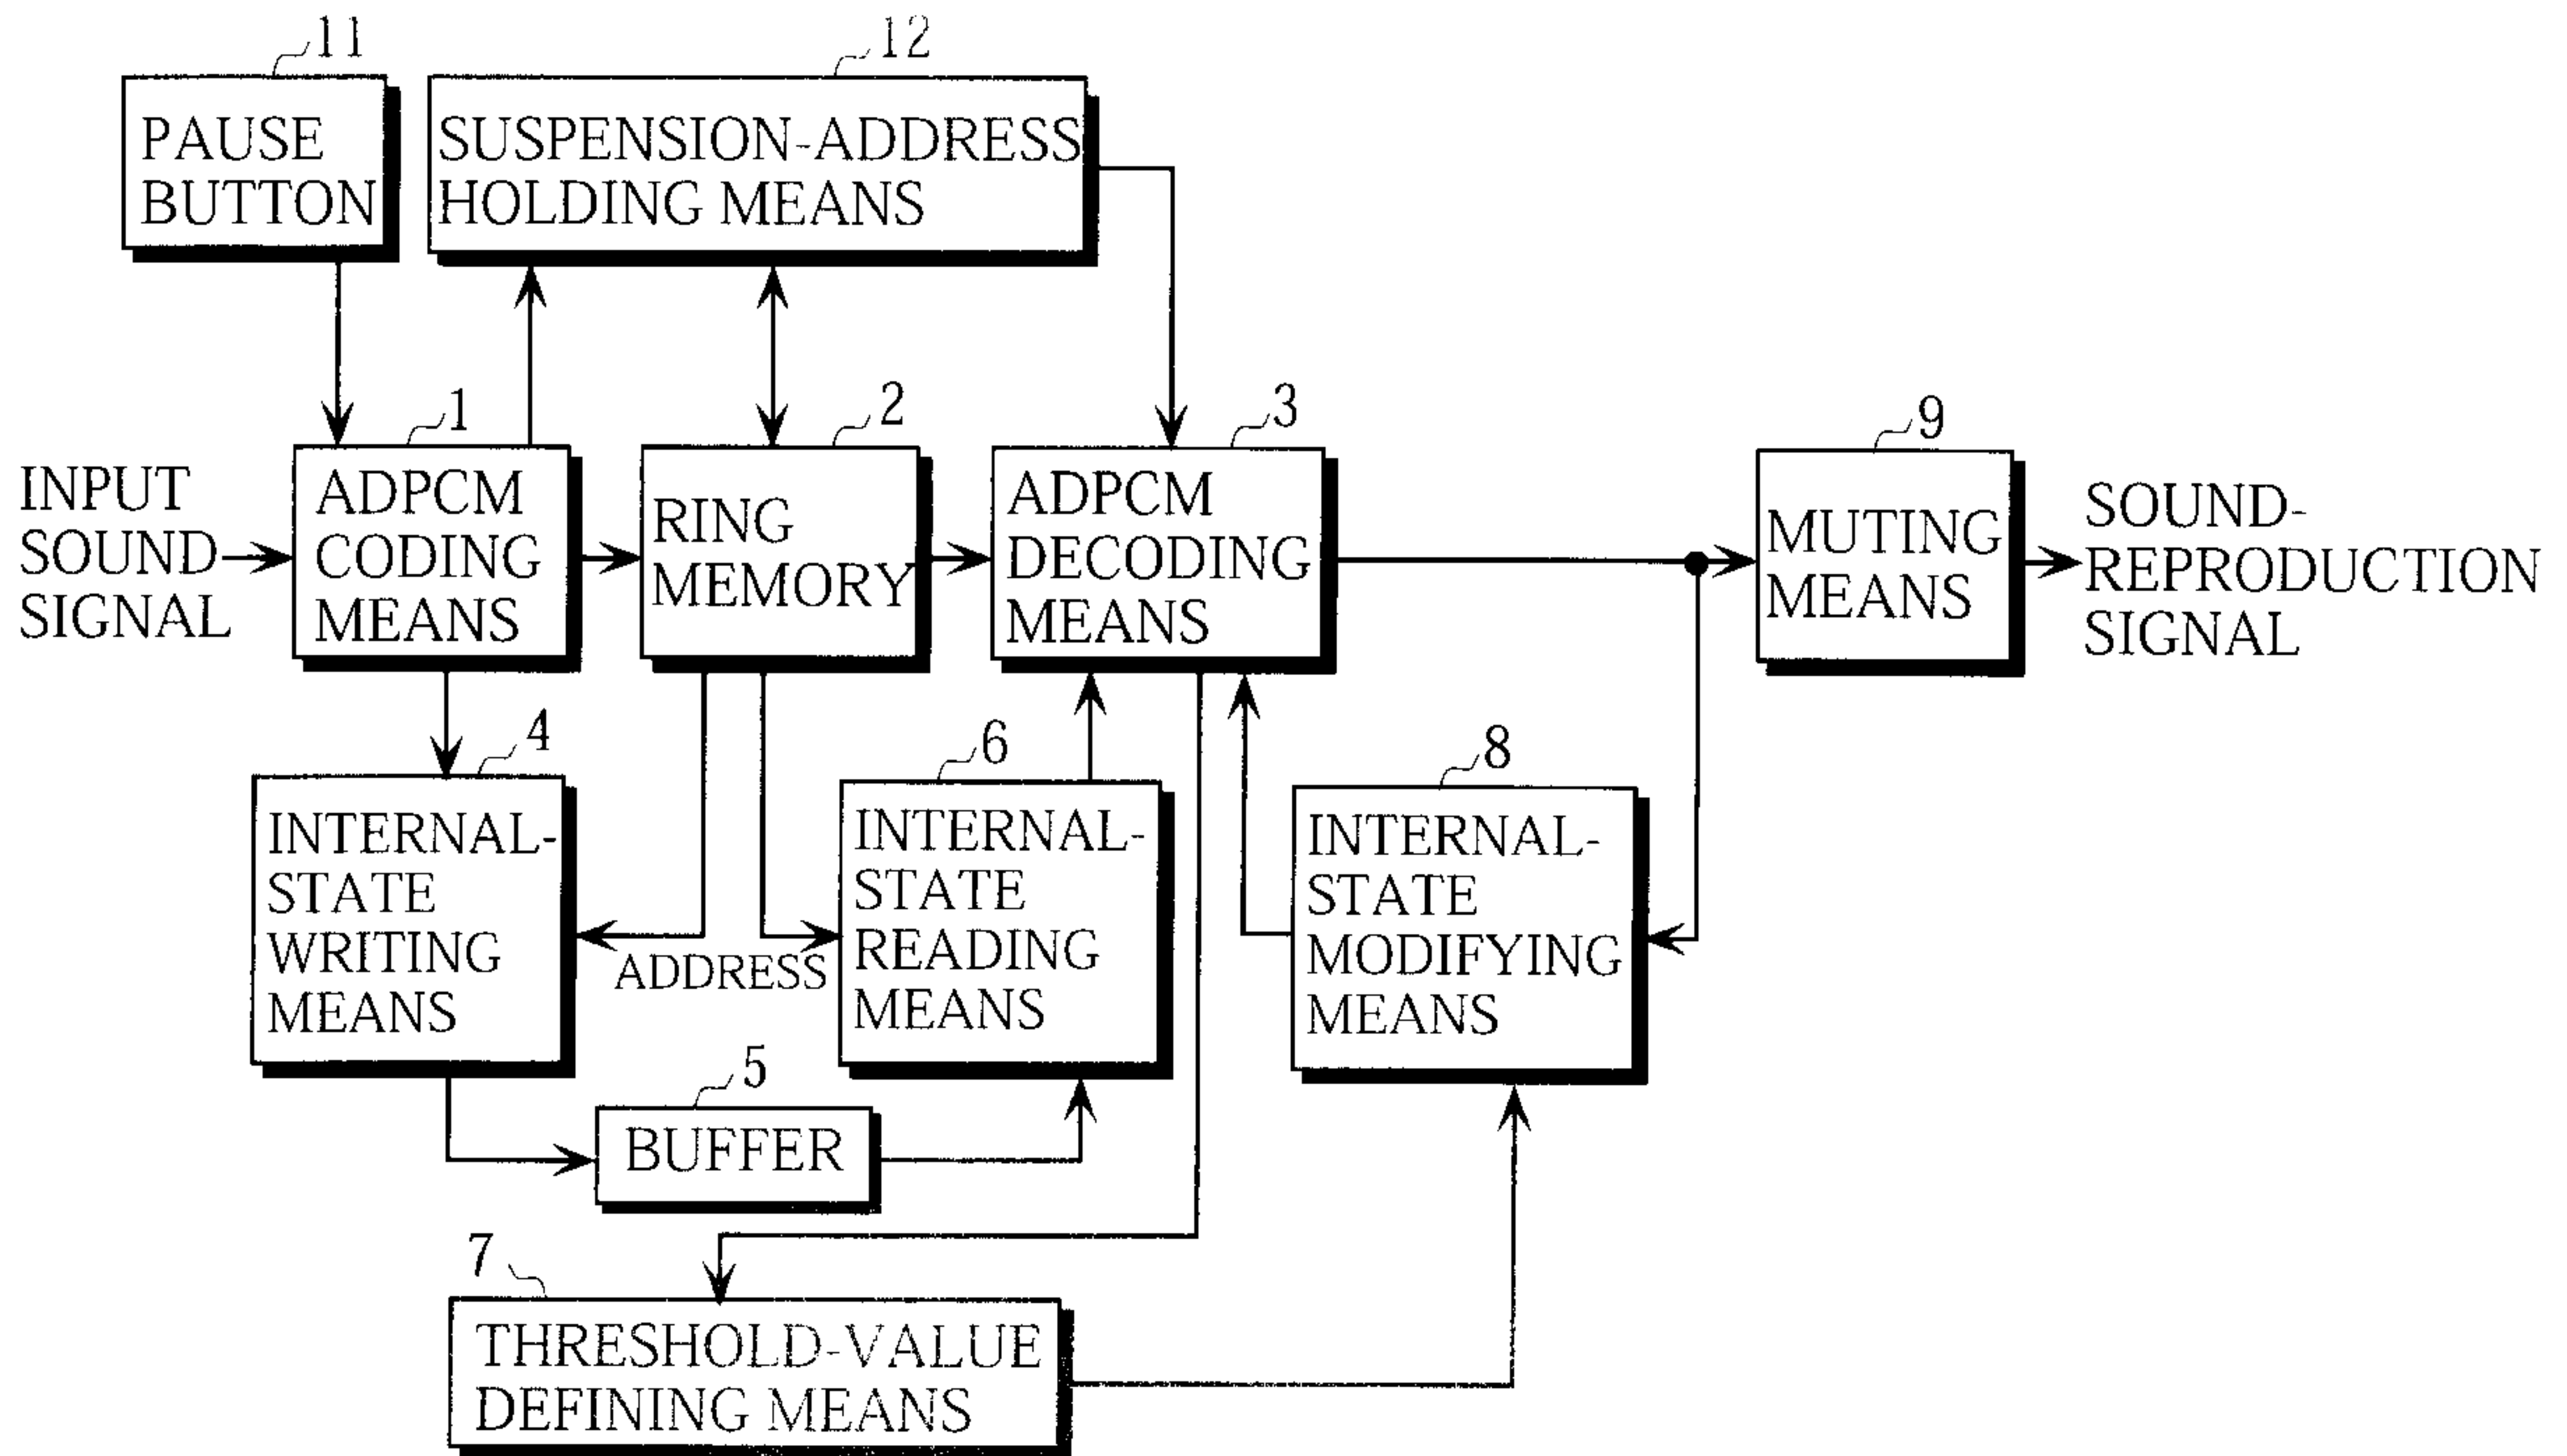 11
PAUSE
BUTTON
12
SUSPENSION-ADDRESS
HOLDING MEANS
INPUT
SOUND
SIGNAL
1
ADPCM
CODING
MEANS
2
RING
MEMORY
3
ADPCM
DECODING
MEANS
9
MUTING
MEANS
SOUND-
REPRODUCTION
SIGNAL
4
INTERNAL-
STATE
WRITING
MEANS
ADDRESS
6
INTERNAL-
STATE
READING
MEANS
8
INTERNAL-
STATE
MODIFYING
MEANS
5
BUFFER
7
THRESHOLD-VALUE
DEFINING MEANS